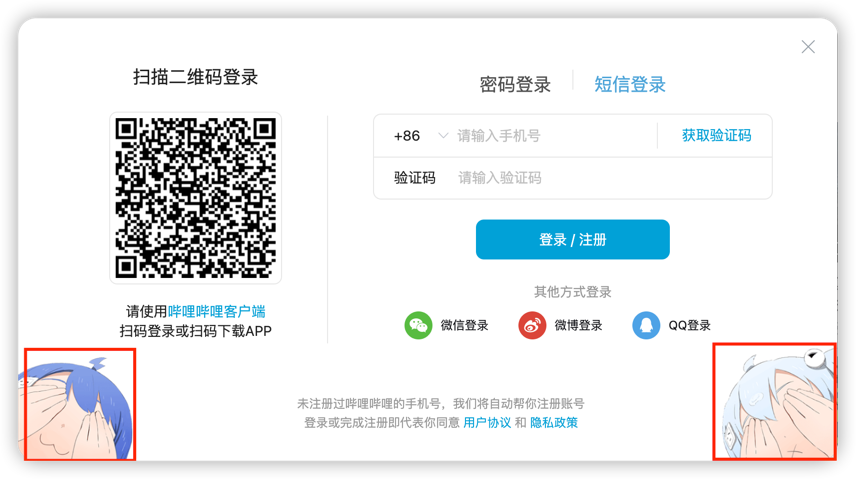 扫描二维码登录
请使用哔哩哔哩客户端
扫码登录或扫码下载APP
密码登录
短信登录
+86 请输入手机号 获取验证码
验证码 请输入验证码
登录 / 注册
其他方式登录
微信登录 微博登录 QQ登录
未注册过哔哩哔哩的手机号，我们将自动帮你注册账号
登录或完成注册即代表你同意 用户协议 和 隐私政策